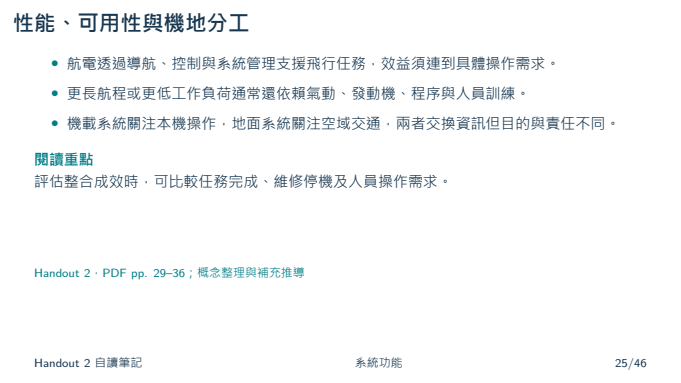 性能、可用性與機地分工
• 航電透過導航、控制與系統管理支援飛行任務，效益須連到具體操作需求。
• 更長航程或更低工作負荷通常還依賴氣動、發動機、程序與人員訓練。
• 機載系統關注本機操作，地面系統關注空域交通，兩者交換資訊但目的與責任不同。
閱讀重點
評估整合成效時，可比較任務完成、維修停機及人員操作需求。
Handout 2 · PDF pp. 29–36；概念整理與補充推導
Handout 2 自讀筆記
系統功能
25/46